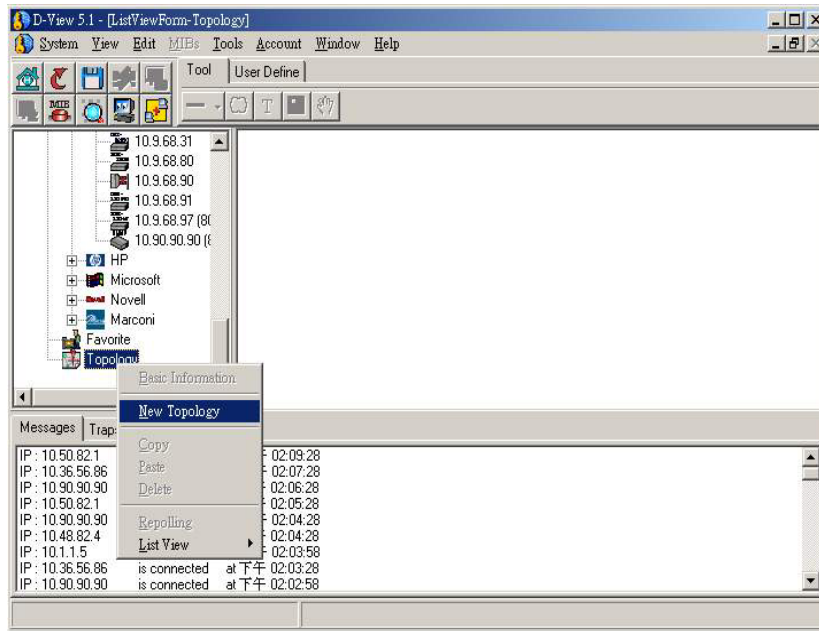 D-View 5.1 - [ListViewForm-Topology]
System View Edit MIBs Tools Account Window Help
Tool User Define
MIB
T
10.9.68.31
10.9.68.80
10.9.68.90
10.9.68.91
10.9.68.97 (80
10.90.90.90 (8
HP
Microsoft
Novell
Marconi
Favorite
Topology
Basic Information
New Topology
Copy
Paste
Delete
Repolling
List View
Messages Trap
IP : 10.50.82.1 02:09:28
IP : 10.36.56.86 02:07:28
IP : 10.90.90.90 02:06:28
IP : 10.50.82.1 02:05:28
IP : 10.90.90.90 02:04:28
IP : 10.48.82.4 02:04:28
IP : 10.1.1.5 02:03:58
IP : 10.36.56.86 is connected at 下午 02:03:28
IP : 10.90.90.90 is connected at 下午 02:02:58